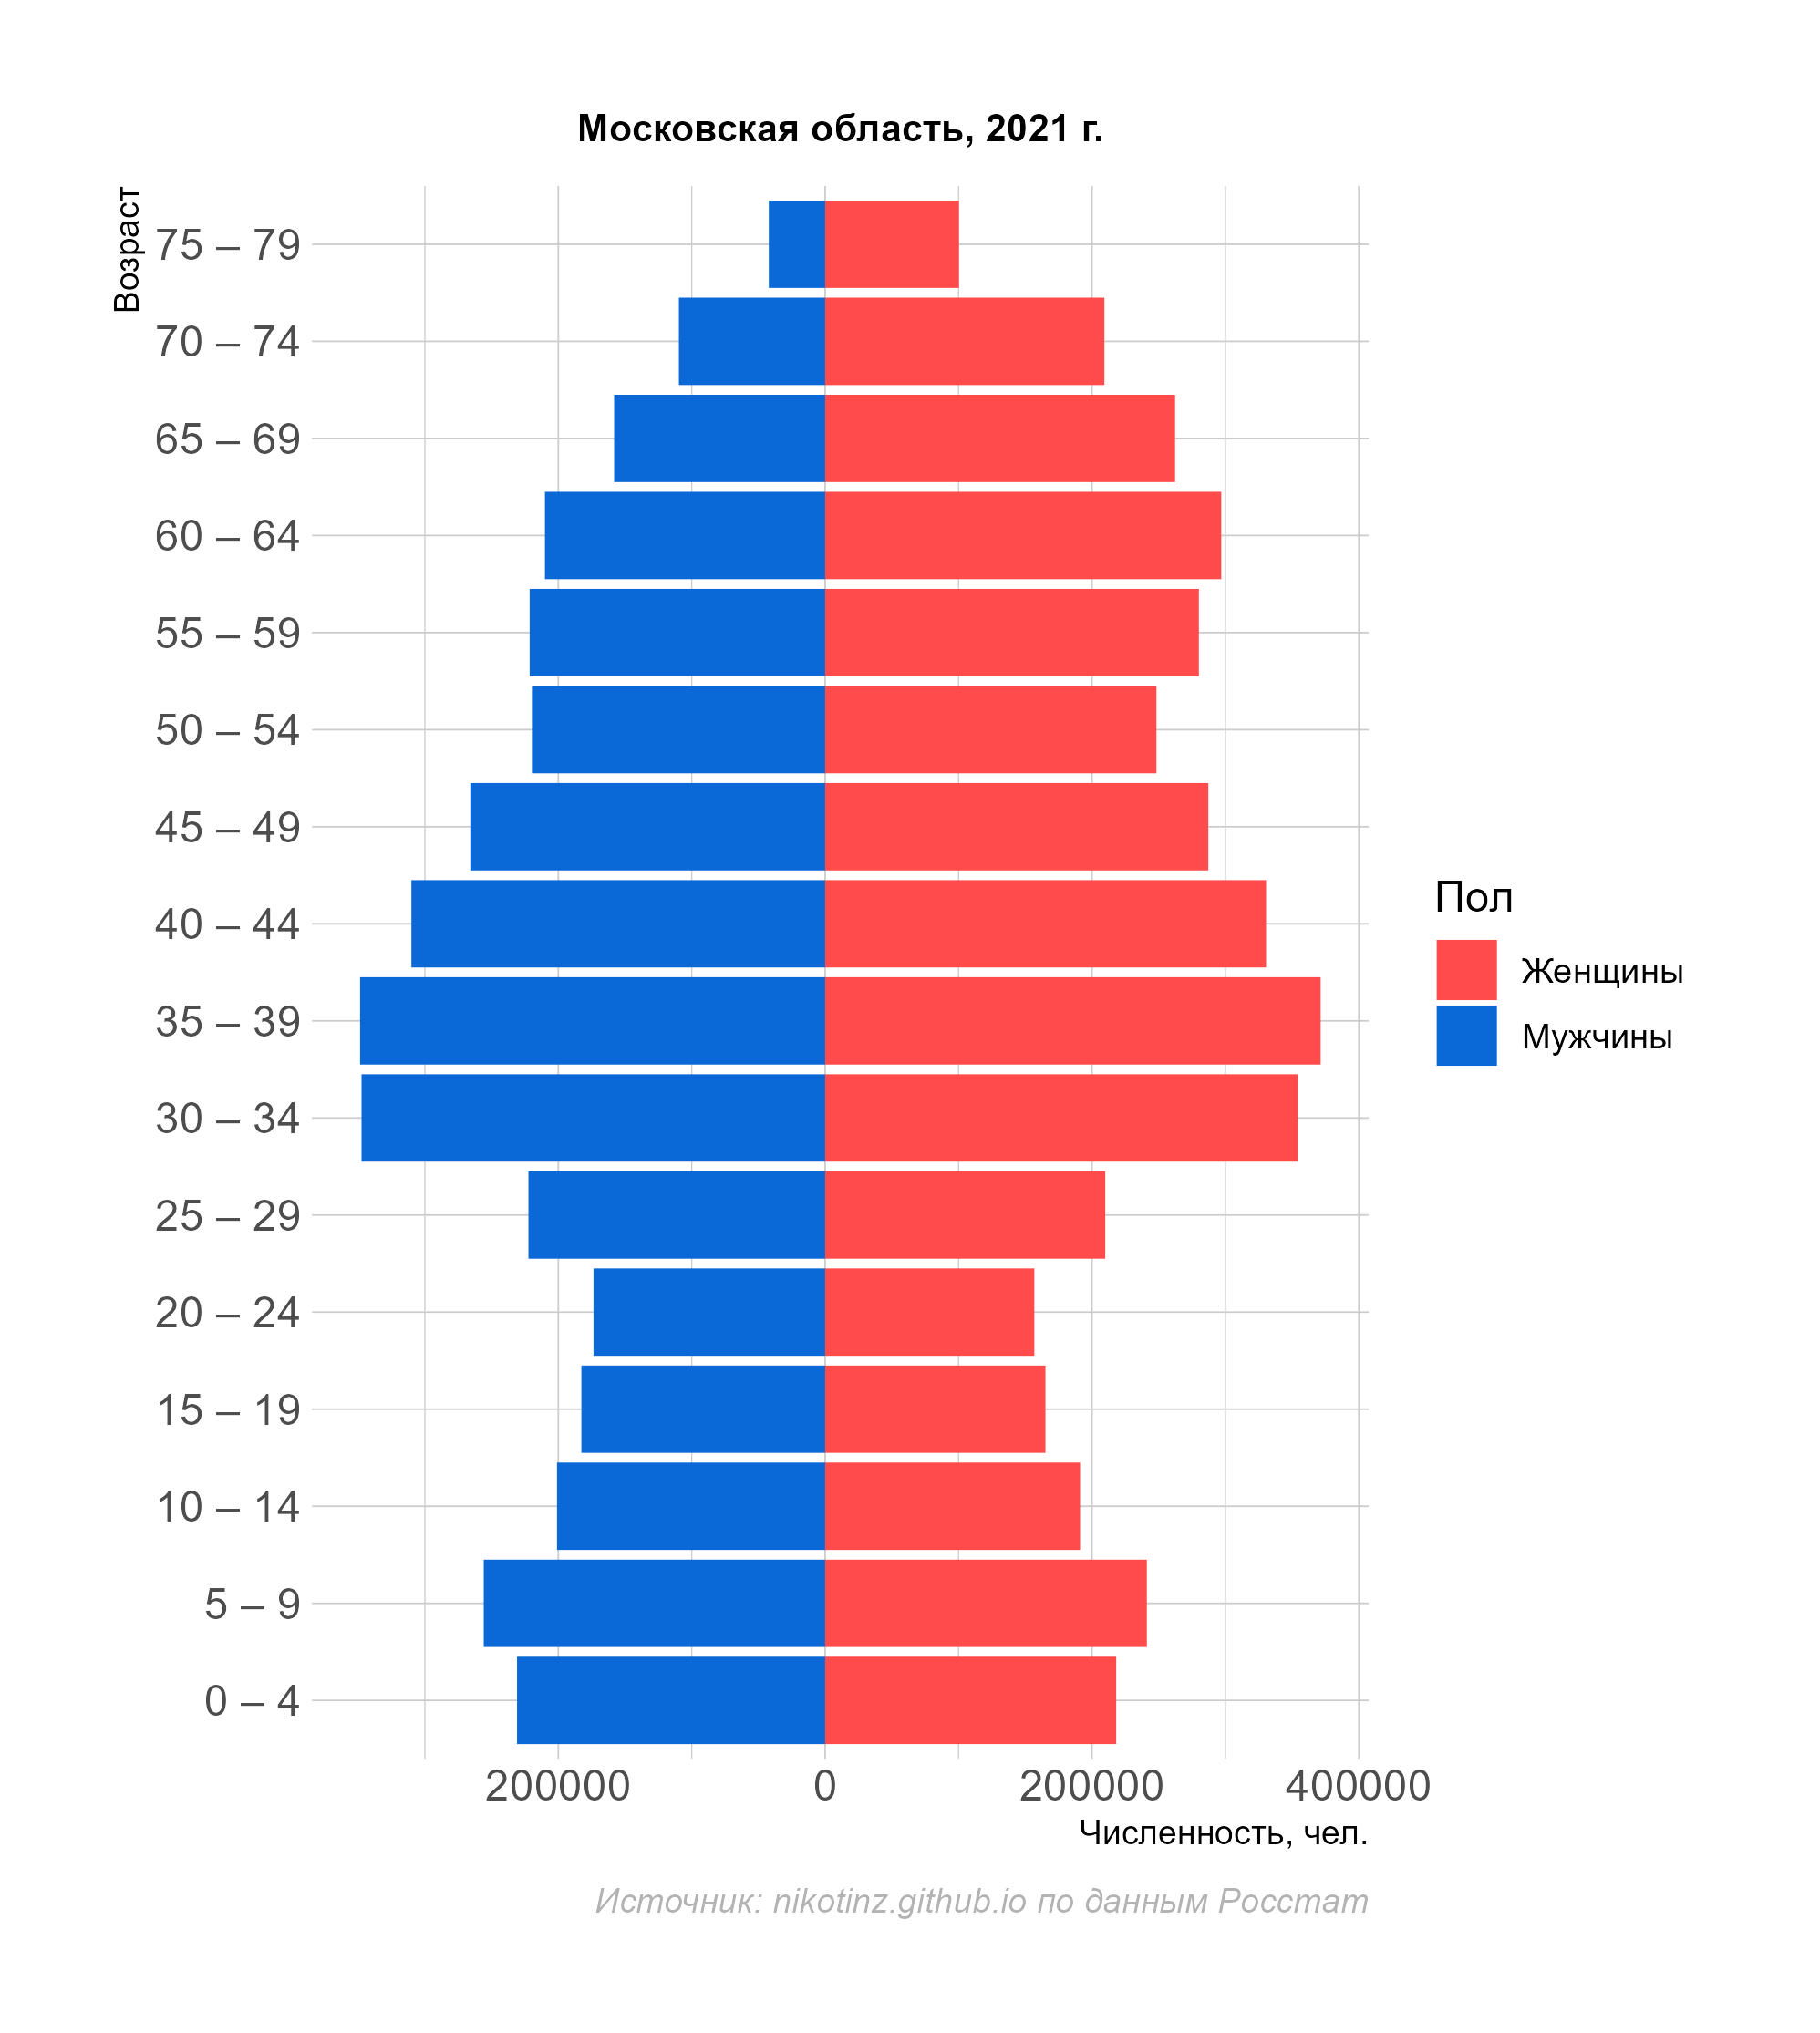 Московская область, 2021 г.
Возраст
75 – 79
70 – 74
65 – 69
60 – 64
55 – 59
50 – 54
45 – 49
40 – 44
35 – 39
30 – 34
25 – 29
20 – 24
15 – 19
10 – 14
5 – 9
0 – 4
200000 0 200000 400000
Численность, чел.
Пол
Женщины
Мужчины
Источник: nikotinz.github.io по данным Росстат